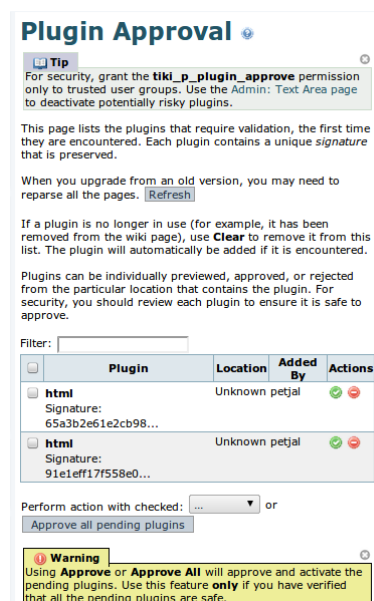 Plugin Approval
Tip
For security, grant the tiki_p_plugin_approve permission
only to trusted user groups. Use the Admin: Text Area page
to deactivate potentially risky plugins.
This page lists the plugins that require validation, the first time
they are encountered. Each plugin contains a unique signature
that is preserved.
When you upgrade from an old version, you may need to
reparse all the pages. Refresh
If a plugin is no longer in use (for example, it has been
removed from the wiki page), use Clear to remove it from this
list. The plugin will automatically be added if it is encountered.
Plugins can be individually previewed, approved, or rejected
from the particular location that contains the plugin. For
security, you should review each plugin to ensure it is safe to
approve.
Filter:
Plugin Location Added By Actions
html Unknown petjal
Signature:
65a3b2e61e2cb98...
html Unknown petjal
Signature:
91e1eff17f558e0...
Perform action with checked: ... or
Approve all pending plugins
Warning
Using Approve or Approve All will approve and activate the
pending plugins. Use this feature only if you have verified
that all the pending plugins are safe.